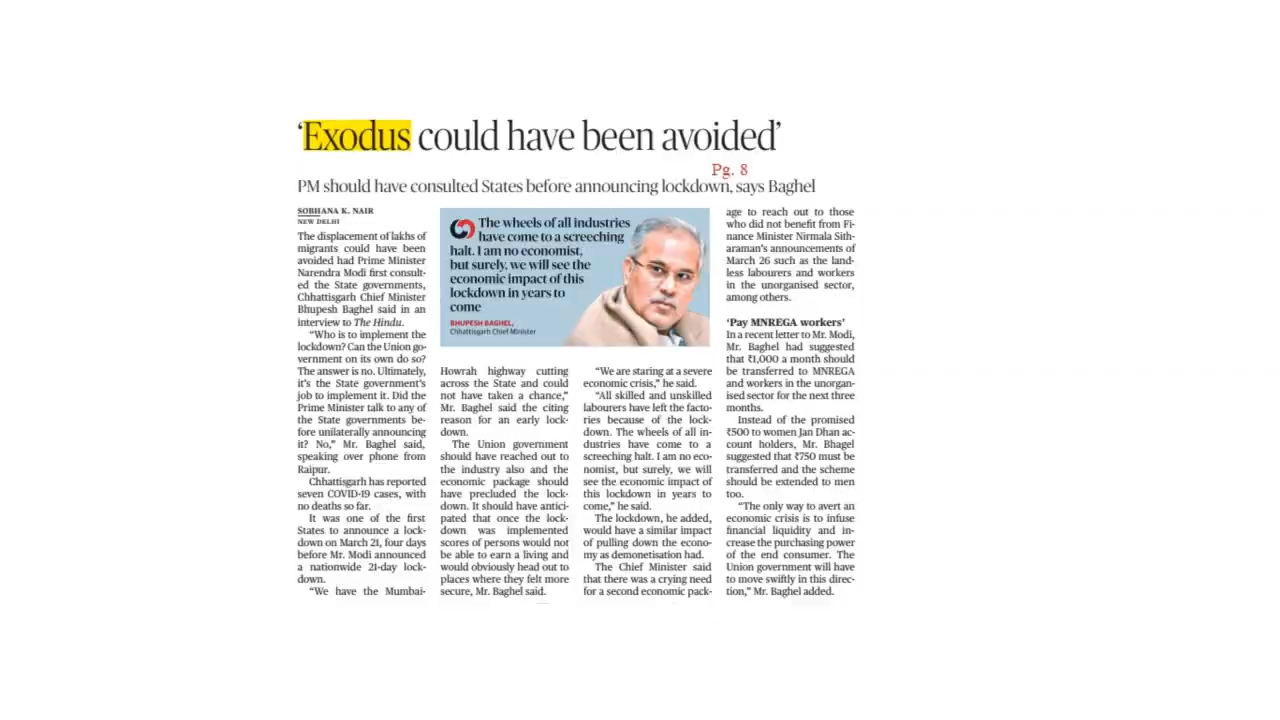 ‘Exodus could have been avoided’
Pg. 8
PM should have consulted States before announcing lockdown, says Baghel
SOBHANA K. NAIR
NEW DELHI
The displacement of lakhs of
migrants could have been
avoided had Prime Minister
Narendra Modi first consult-
ed the State governments,
Chhattisgarh Chief Minister
Bhupesh Baghel said in an
interview to The Hindu.
“Who is to implement the
lockdown? Can the Union go-
vernment on its own do so?
The answer is no. Ultimately,
it's the State government's
job to implement it. Did the
Prime Minister talk to any of
the State governments be-
fore unilaterally announcing
it? No,” Mr. Baghel said,
speaking over phone from
Raipur.
Chhattisgarh has reported
seven COVID-19 cases, with
no deaths so far.
It was one of the first
States to announce a lock-
down on March 21, four days
before Mr. Modi announced
a nationwide 21-day lock-
down.
“We have the Mumbai-
The wheels of all industries
have come to a screeching
halt. I am no economist,
but surely, we will see the
economic impact of this
lockdown in years to
come
BHUPESH BAGHEL,
Chhattisgarh Chief Minister
Howrah highway cutting
across the State and could
not have taken a chance,”
Mr. Baghel said the citing
reason for an early lock-
down.
The Union government
should have reached out to
the industry also and the
economic package should
have precluded the lock-
down. It should have antici-
pated that once the lock-
down was implemented
scores of persons would not
be able to earn a living and
would obviously head out to
places where they felt more
secure, Mr. Baghel said.
“We are staring at a severe
economic crisis,” he said.
“All skilled and unskilled
labourers have left the facto-
ries because of the lock-
down. The wheels of all in-
dustries have come to a
screeching halt. I am no eco-
nomist, but surely, we will
see the economic impact of
this lockdown in years to
come,” he said.
The lockdown, he added,
would have a similar impact
of pulling down the econo-
my as demonetisation had.
The Chief Minister said
that there was a crying need
for a second economic pack-
age to reach out to those
who did not benefit from Fi-
nance Minister Nirmala Sith-
araman's announcements of
March 26 such as the land-
less labourers and workers
in the unorganised sector,
among others.
‘Pay MNREGA workers’
In a recent letter to Mr. Modi,
Mr. Baghel had suggested
that ₹1,000 a month should
be transferred to MNREGA
and workers in the unorgan-
ised sector for the next three
months.
Instead of the promised
₹500 to women Jan Dhan ac-
count holders, Mr. Bhagel
suggested that ₹750 must be
transferred and the scheme
should be extended to men
too.
“The only way to avert an
economic crisis is to infuse
financial liquidity and in-
crease the purchasing power
of the end consumer. The
Union government will have
to move swiftly in this direc-
tion,” Mr. Baghel added.